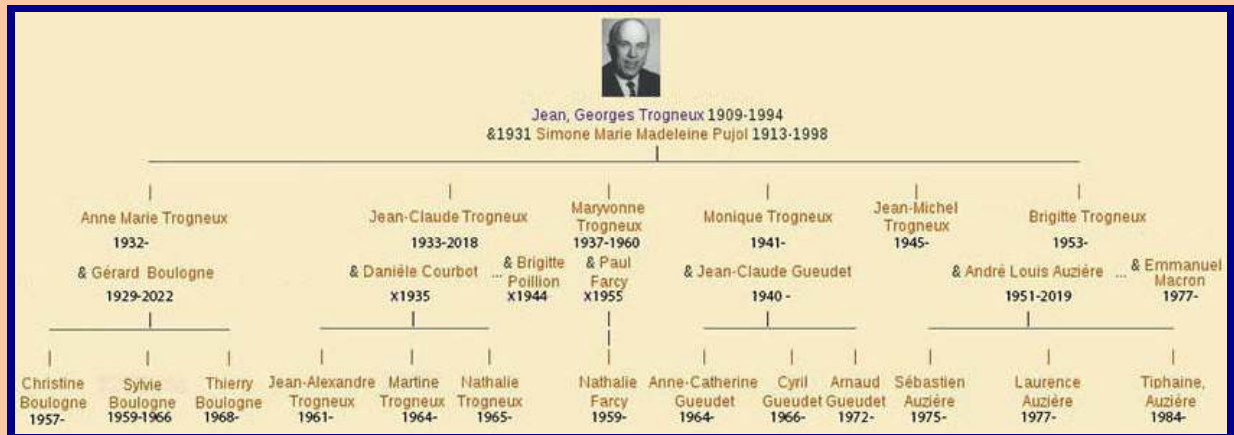 Jean, Georges Trogneux 1909-1994
&1931 Simone Marie Madeleine Pujol 1913-1998
Anne Marie Trogneux
1932-
& Gérard Boulogne
1929-2022
Jean-Claude Trogneux
1933-2018
& Danièle Courbot
x1935
... & Brigitte
Poillion
x1944
Maryvonne
Trogneux
1937-1960
& Paul
Farcy
x1955
Monique Trogneux
1941-
& Jean-Claude Gueudet
1940 -
Jean-Michel
Trogneux
1945-
Brigitte Trogneux
1953-
& André Louis Auzière
1951-2019
... & Emmanuel
Macron
1977-
Christine
Boulogne
1957-
Sylvie
Boulogne
1959-1966
Thierry
Boulogne
1968-
Jean-Alexandre
Trogneux
1961-
Martine
Trogneux
1964-
Nathalie
Trogneux
1965-
Nathalie
Farcy
1959-
Anne-Catherine
Gueudet
1964-
Cyril
Gueudet
1966-
Arnaud
Gueudet
1972-
Sébastien
Auzière
1975-
Laurence
Auzière
1977-
Tiphaine,
Auzière
1984-